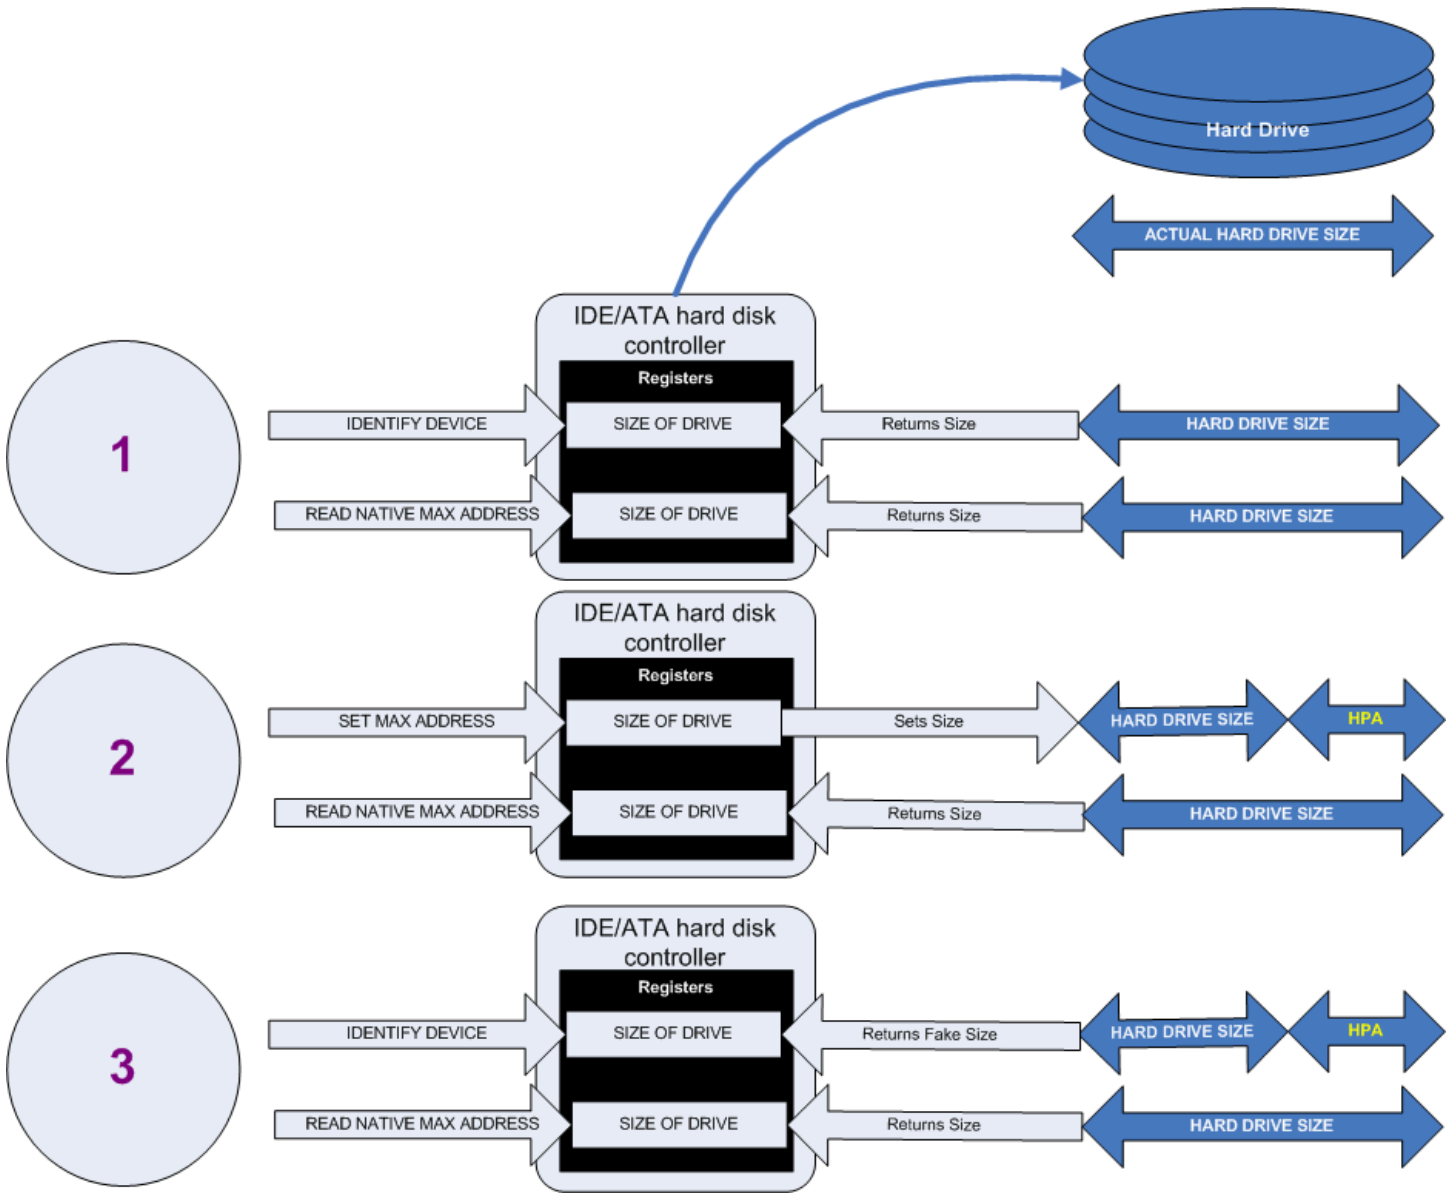 Hard Drive
ACTUAL HARD DRIVE SIZE
1
IDE/ATA hard disk
controller
Registers
IDENTIFY DEVICE
SIZE OF DRIVE
Returns Size
HARD DRIVE SIZE
READ NATIVE MAX ADDRESS
SIZE OF DRIVE
Returns Size
HARD DRIVE SIZE
2
IDE/ATA hard disk
controller
Registers
SET MAX ADDRESS
SIZE OF DRIVE
Sets Size
HARD DRIVE SIZE
HPA
READ NATIVE MAX ADDRESS
SIZE OF DRIVE
Returns Size
HARD DRIVE SIZE
3
IDE/ATA hard disk
controller
Registers
IDENTIFY DEVICE
SIZE OF DRIVE
Returns Fake Size
HARD DRIVE SIZE
HPA
READ NATIVE MAX ADDRESS
SIZE OF DRIVE
Returns Size
HARD DRIVE SIZE